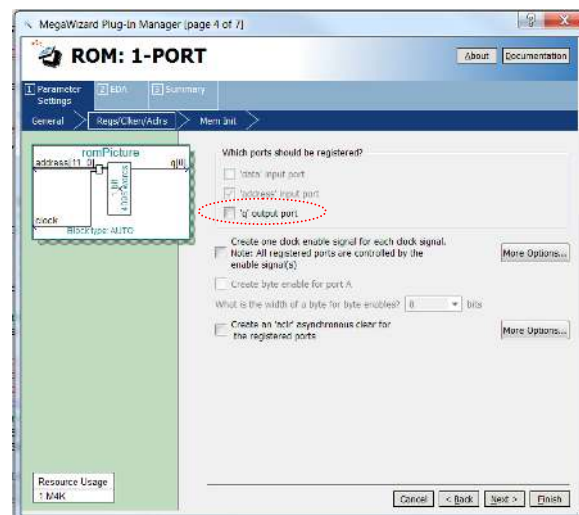 MegaWizard Plug-In Manager [page 4 of 7]
ROM: 1-PORT
About Documentation
1 Parameter Settings 2 EDA 3 Summary
General Regs/Clken/Aclrs Mem Init
romPicture
address[11..0]
q[0]
clock
Block type: AUTO
Which ports should be registered?
'data' input port
'address' input port
'q' output port
Create one clock enable signal for each clock signal.
Note: All registered ports are controlled by the
enable signal(s)
More Options...
Create byte enable for port A
What is the width of a byte for byte enables? 8 bits
Create an 'aclr' asynchronous clear for
the registered ports
More Options...
Resource Usage
1 M4K
Cancel < Back Next > Finish